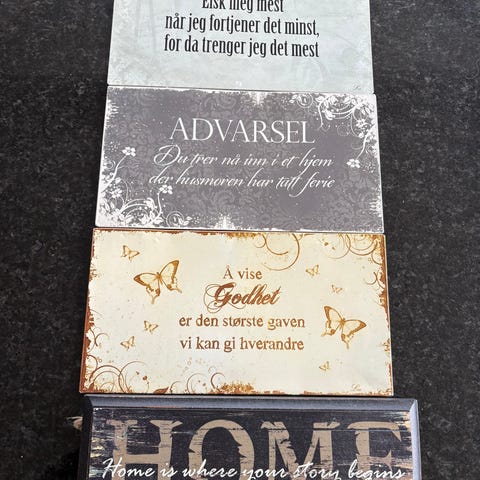 Elsk meg mest
når jeg fortjener det minst,
for da trenger jeg det mest
ADVARSEL
Du trer nå inn i et hjem
der husmoren har tatt ferie
Å vise
Godhet
er den største gaven
vi kan gi hverandre
HOME
Home is where your story begins